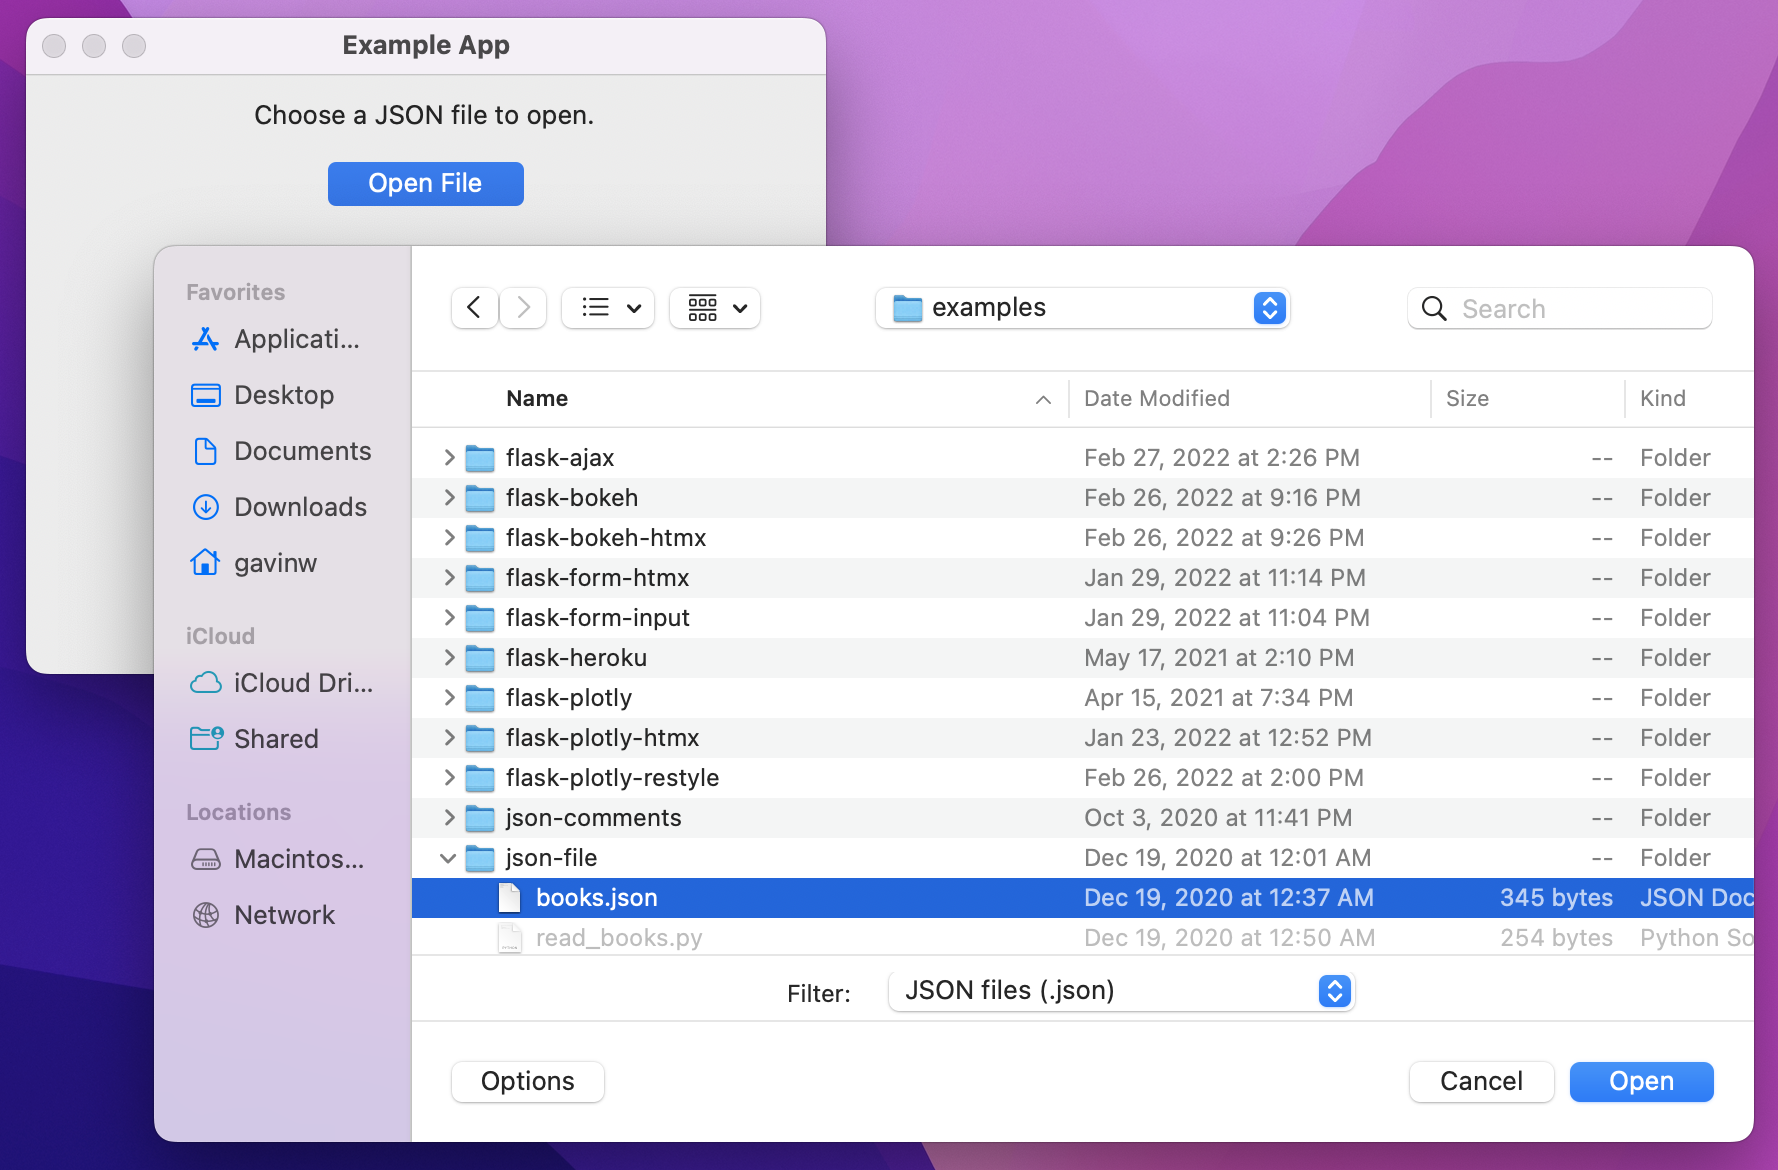 Example App
Choose a JSON file to open.
Open File
Favorites
Applicati...
Desktop
Documents
Downloads
gavinw
iCloud
iCloud Dri...
Shared
Locations
Macintos...
Network
examples
Search
Name Date Modified Size Kind
flask-ajax Feb 27, 2022 at 2:26 PM -- Folder
flask-bokeh Feb 26, 2022 at 9:16 PM -- Folder
flask-bokeh-htmx Feb 26, 2022 at 9:26 PM -- Folder
flask-form-htmx Jan 29, 2022 at 11:14 PM -- Folder
flask-form-input Jan 29, 2022 at 11:04 PM -- Folder
flask-heroku May 17, 2021 at 2:10 PM -- Folder
flask-plotly Apr 15, 2021 at 7:34 PM -- Folder
flask-plotly-htmx Jan 23, 2022 at 12:52 PM -- Folder
flask-plotly-restyle Feb 26, 2022 at 2:00 PM -- Folder
json-comments Oct 3, 2020 at 11:41 PM -- Folder
json-file Dec 19, 2020 at 12:01 AM -- Folder
books.json Dec 19, 2020 at 12:37 AM 345 bytes JSON Doc
read_books.py Dec 19, 2020 at 12:50 AM 254 bytes Python So
Filter: JSON files (.json)
Options Cancel Open